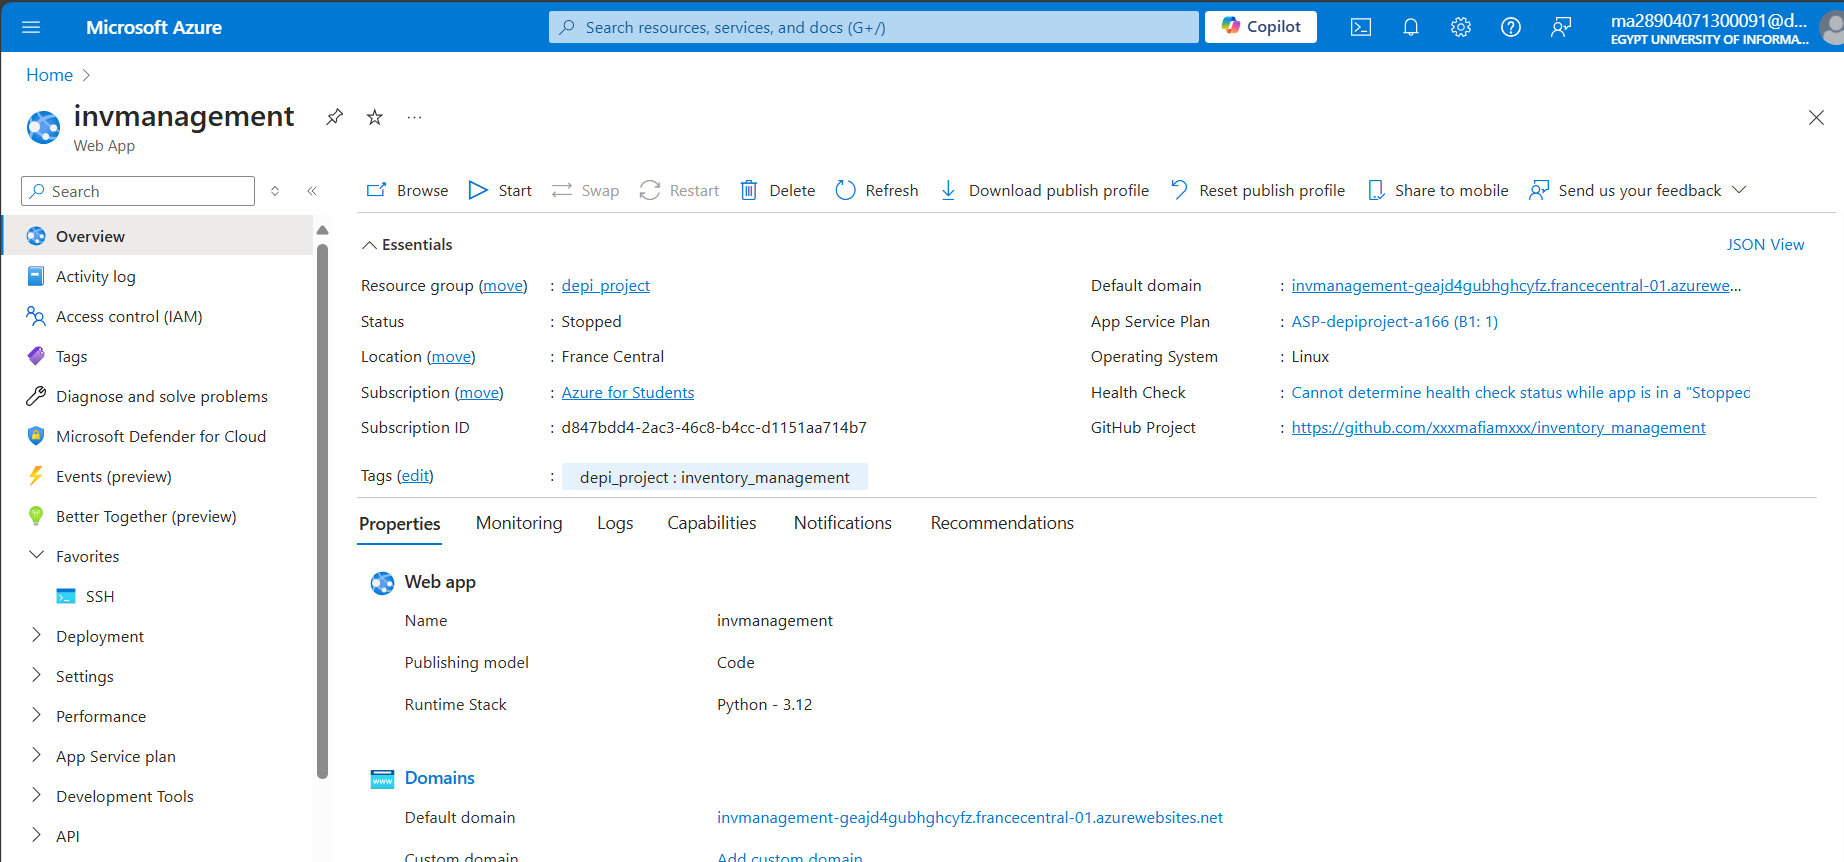 Microsoft Azure
Search resources, services, and docs (G+/)
Copilot
ma28904071300091@d...
EGYPT UNIVERSITY OF INFORMA...
Home
invmanagement
Web App
Search
Browse Start Swap Restart Delete Refresh Download publish profile Reset publish profile Share to mobile Send us your feedback
Overview
Activity log
Access control (IAM)
Tags
Diagnose and solve problems
Microsoft Defender for Cloud
Events (preview)
Better Together (preview)
Favorites
SSH
Deployment
Settings
Performance
App Service plan
Development Tools
API
Essentials
JSON View
Resource group (move) : depi_project
Status : Stopped
Location (move) : France Central
Subscription (move) : Azure for Students
Subscription ID : d847bdd4-2ac3-46c8-b4cc-d1151aa714b7
Default domain : invmanagement-geajd4gubhghcyfz.francecentral-01.azurewe...
App Service Plan : ASP-depiproject-a166 (B1: 1)
Operating System : Linux
Health Check : Cannot determine health check status while app is in a "Stopped
GitHub Project : https://github.com/xxxmafiamxxx/inventory_management
Tags (edit) : depi_project : inventory_management
Properties Monitoring Logs Capabilities Notifications Recommendations
Web app
Name invmanagement
Publishing model Code
Runtime Stack Python - 3.12
www
Domains
Default domain invmanagement-geajd4gubhghcyfz.francecentral-01.azurewebsites.net
Custom domain Add custom domain